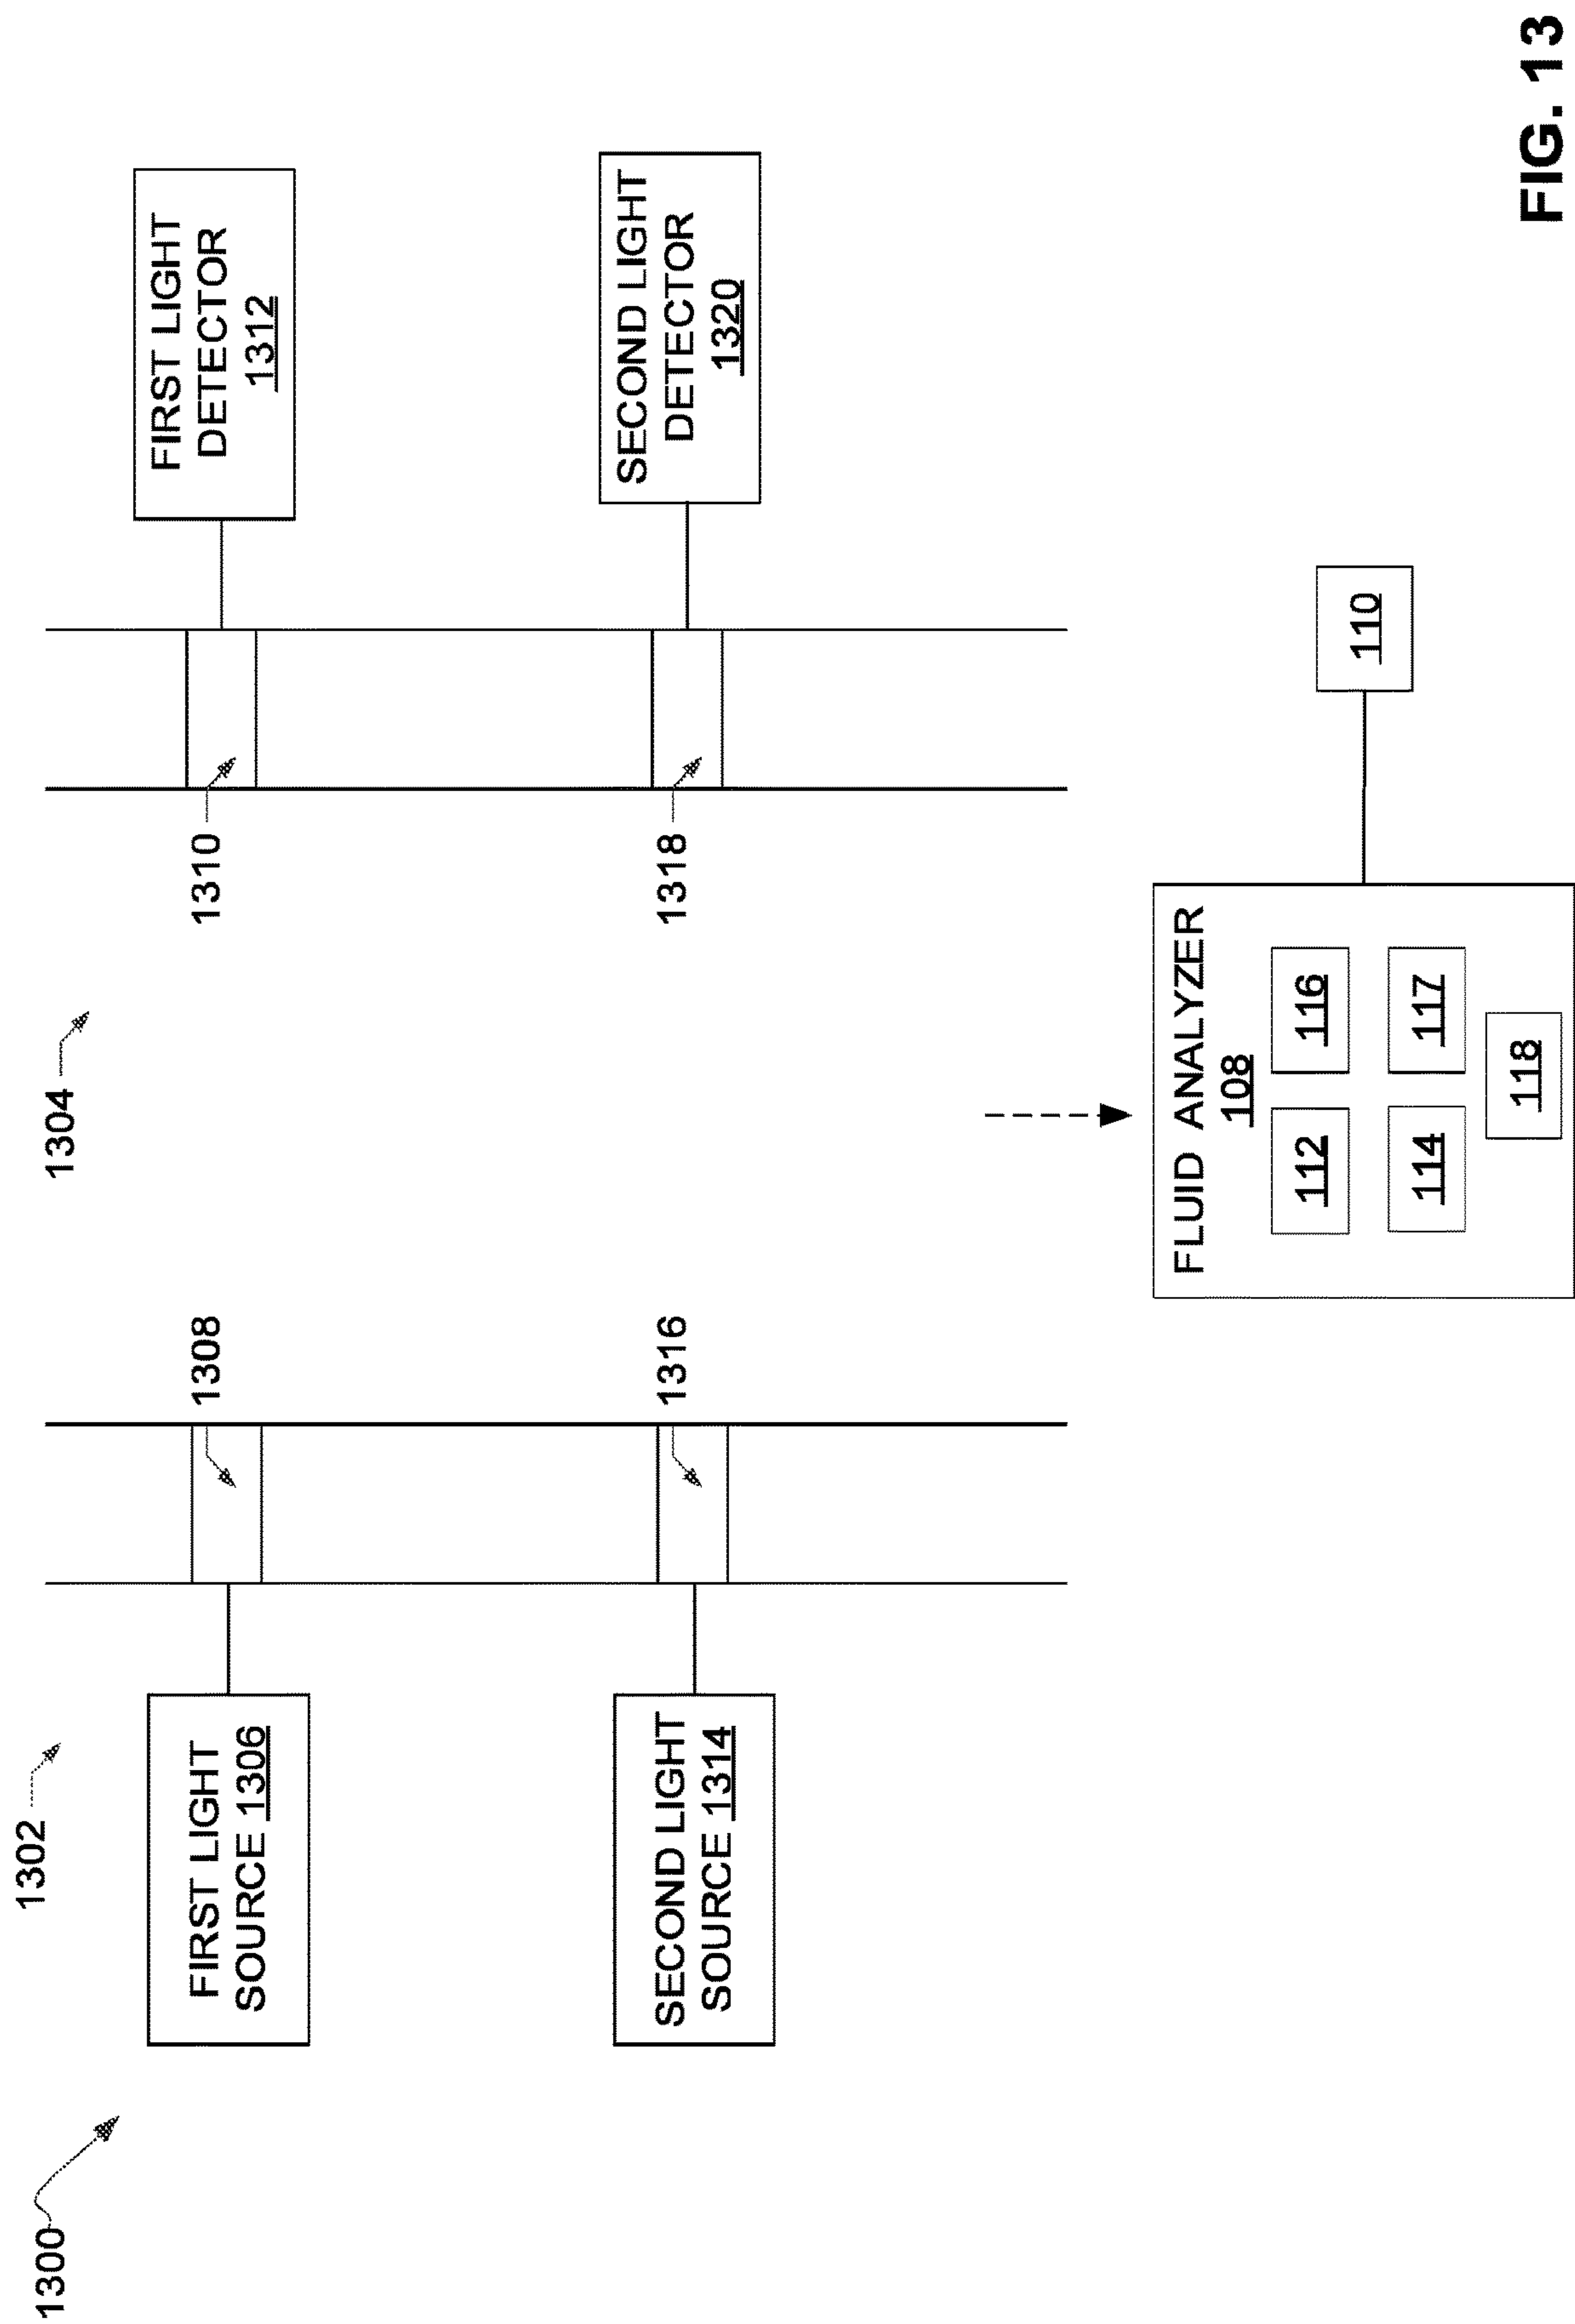 1300
1302
1304
FIRST LIGHT
SOURCE 1306
1308
1310
FIRST LIGHT
DETECTOR
1312
SECOND LIGHT
SOURCE 1314
1316
1318
SECOND LIGHT
DETECTOR
1320
FLUID ANALYZER
108
112
116
114
117
118
110
FIG. 13